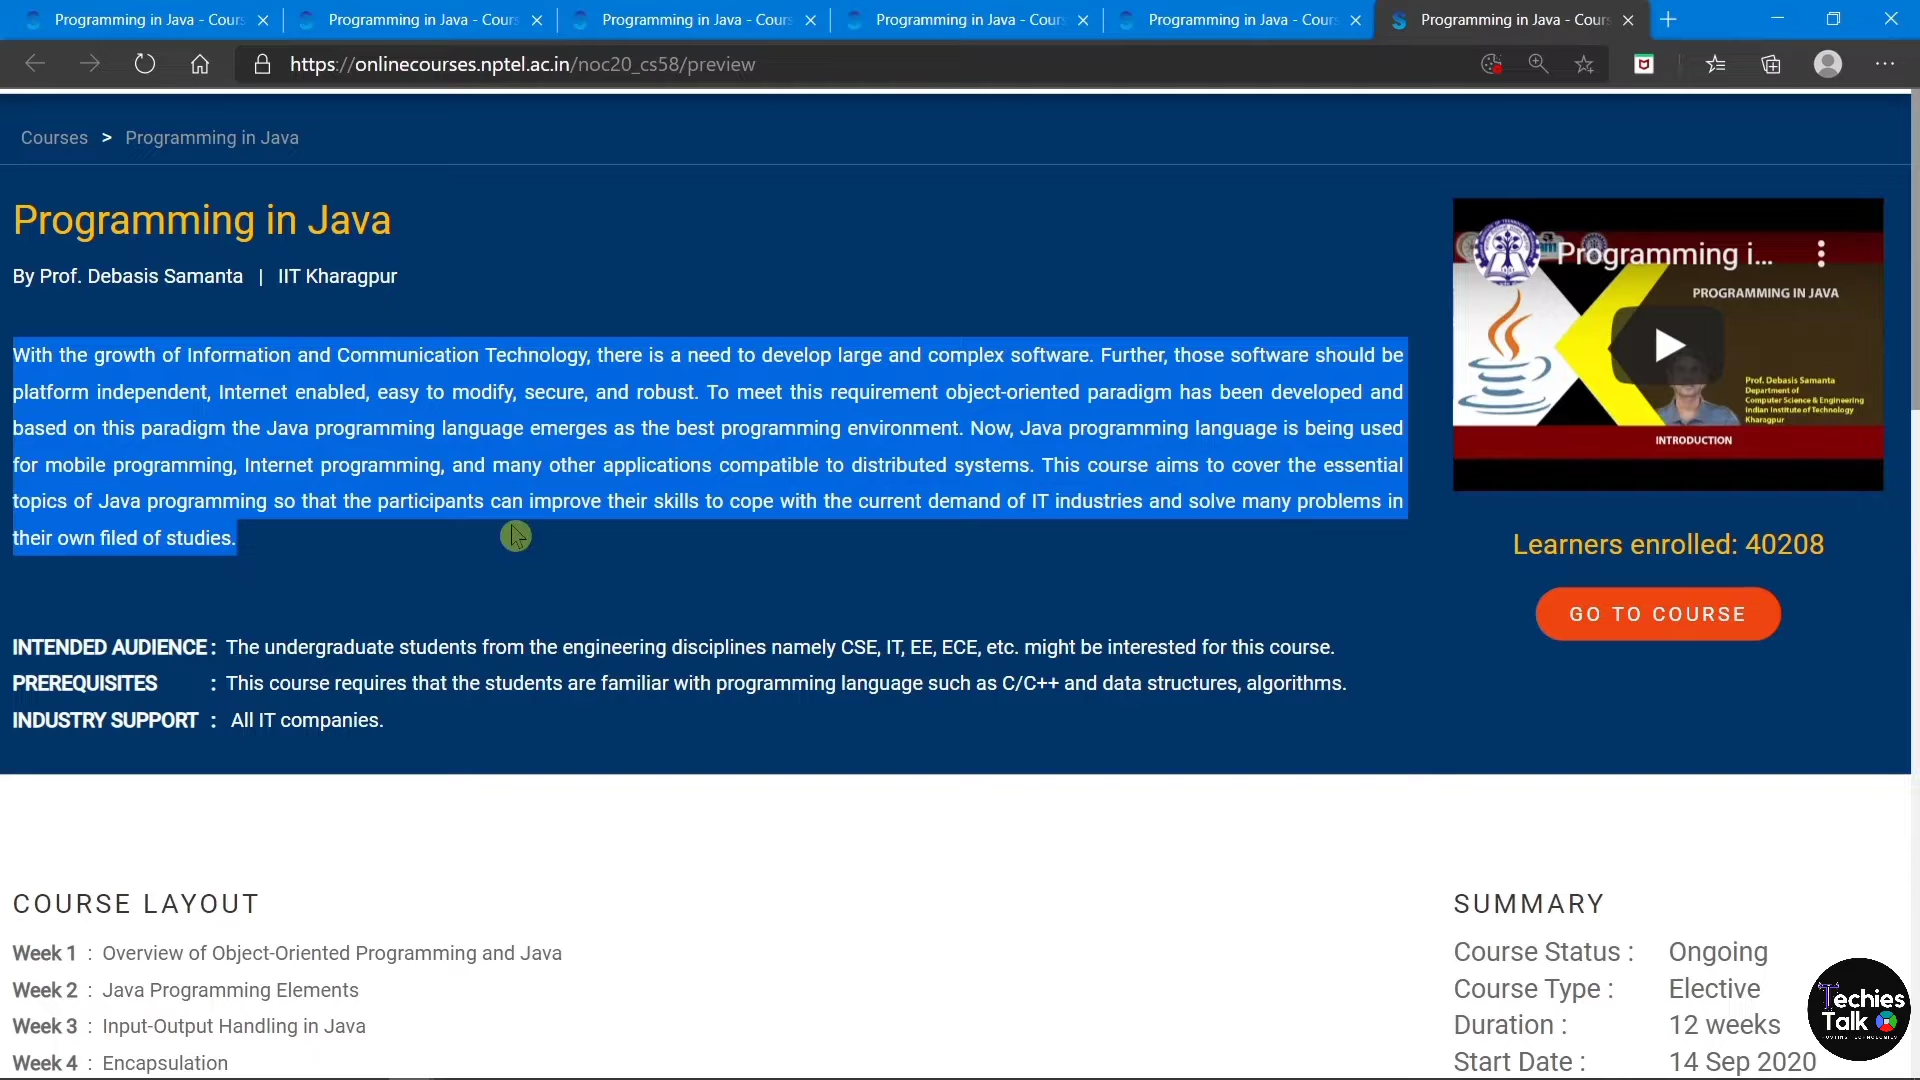 Programming in Java - Cours
Programming in Java - Cours
Programming in Java - Cours
Programming in Java - Cours
Programming in Java - Cours
Programming in Java - Cours
https://onlinecourses.nptel.ac.in/noc20_cs58/preview
Courses > Programming in Java
Programming in Java
By Prof. Debasis Samanta | IIT Kharagpur
With the growth of Information and Communication Technology, there is a need to develop large and complex software. Further, those software should be
platform independent, Internet enabled, easy to modify, secure, and robust. To meet this requirement object-oriented paradigm has been developed and
based on this paradigm the Java programming language emerges as the best programming environment. Now, Java programming language is being used
for mobile programming, Internet programming, and many other applications compatible to distributed systems. This course aims to cover the essential
topics of Java programming so that the participants can improve their skills to cope with the current demand of IT industries and solve many problems in
their own filed of studies.
Programming i...
PROGRAMMING IN JAVA
Prof. Debasis Samanta
Department of
Computer Science & Engineering
Indian Institute of Technology
Kharagpur
INTRODUCTION
Learners enrolled: 40208
GO TO COURSE
INTENDED AUDIENCE : The undergraduate students from the engineering disciplines namely CSE, IT, EE, ECE, etc. might be interested for this course.
PREREQUISITES : This course requires that the students are familiar with programming language such as C/C++ and data structures, algorithms.
INDUSTRY SUPPORT : All IT companies.
COURSE LAYOUT
Week 1 : Overview of Object-Oriented Programming and Java
Week 2 : Java Programming Elements
Week 3 : Input-Output Handling in Java
Week 4 : Encapsulation
SUMMARY
Course Status : Ongoing
Course Type : Elective
Duration : 12 weeks
Start Date : 14 Sep 2020
Techies
Talk